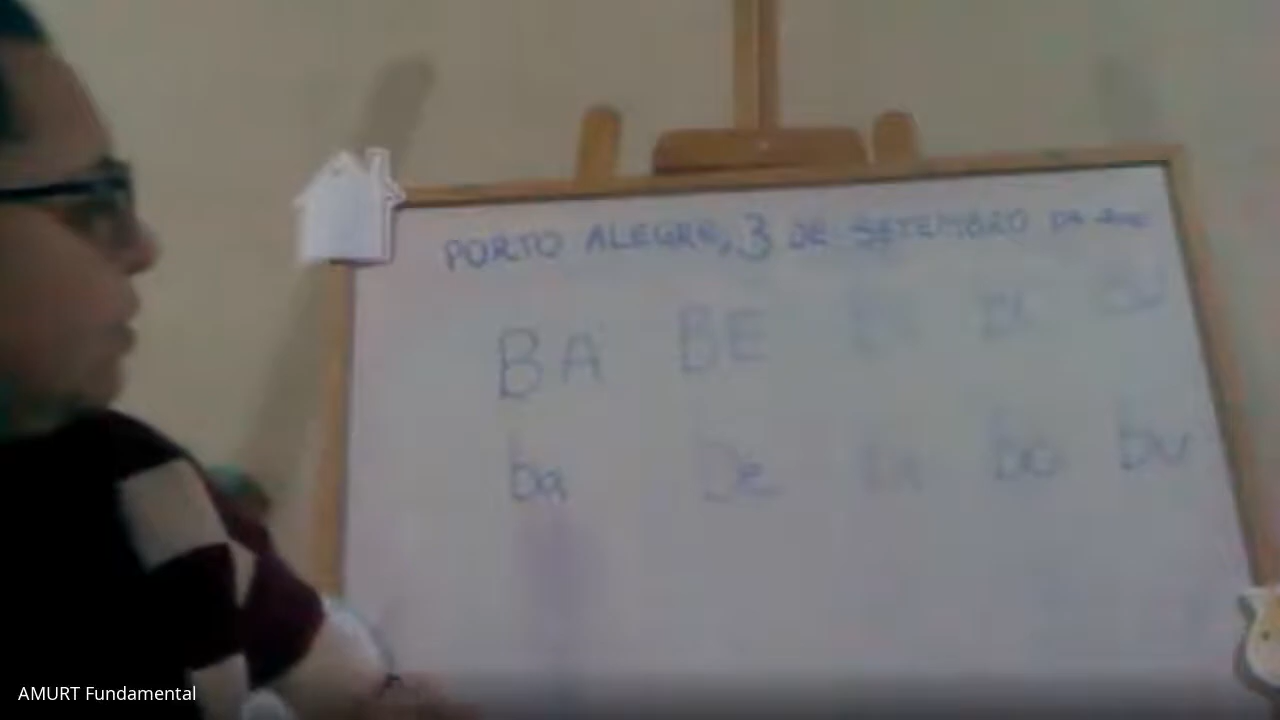 PORTO ALEGRE, 3 DE SETEMBRO
BA BE BU
ba be bo bu
AMURT Fundamental